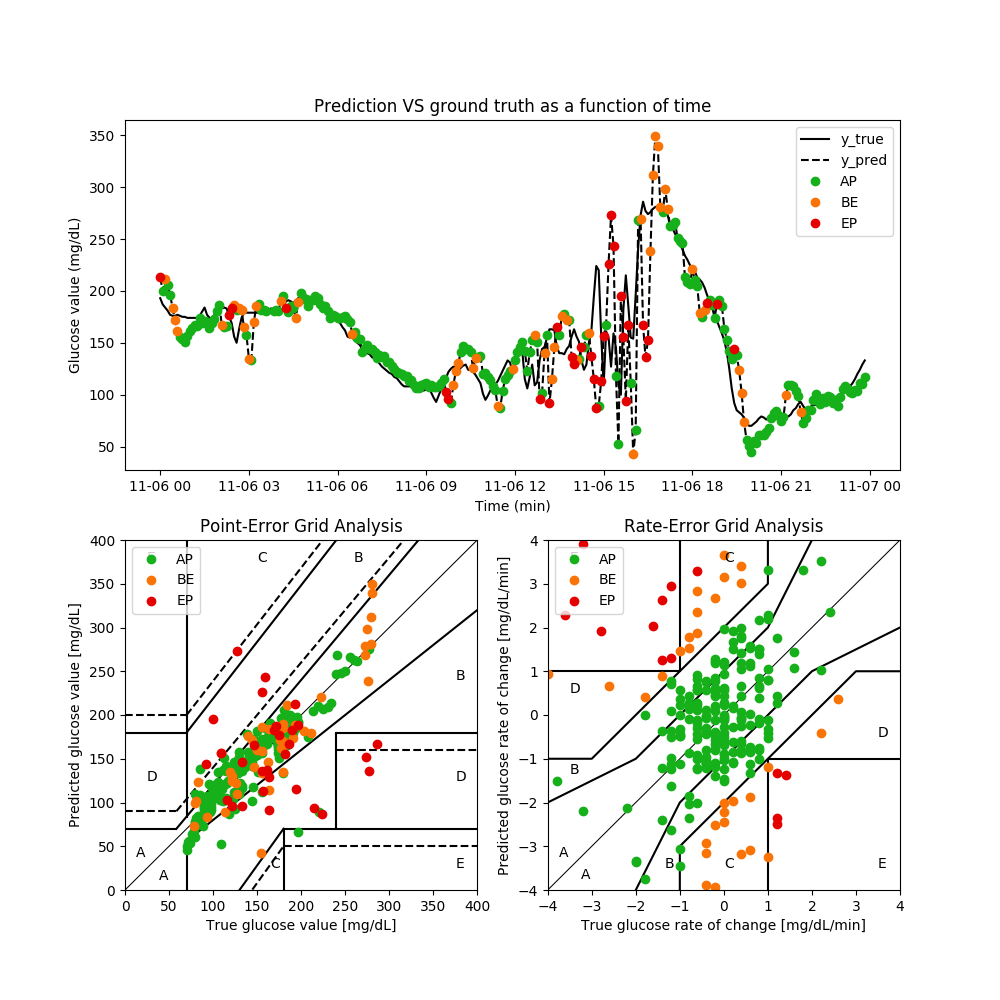 Prediction VS ground truth as a function of time
Glucose value (mg/dL)
350
300
250
200
150
100
50
y_true
y_pred
AP
BE
EP
11-06 00 11-06 03 11-06 06 11-06 09 11-06 12 11-06 15 11-06 18 11-06 21 11-07 00
Time (min)
Point-Error Grid Analysis
Predicted glucose value [mg/dL]
400
350
300
250
200
150
100
50
0
AP
BE
EP
C
B
B
D
D
A
A
C
E
0 50 100 150 200 250 300 350 400
True glucose value [mg/dL]
Rate-Error Grid Analysis
Predicted glucose rate of change [mg/dL/min]
4
3
2
1
0
−1
−2
−3
−4
AP
BE
EP
C
D
D
B
A
A
B
C
E
−4 −3 −2 −1 0 1 2 3 4
True glucose rate of change [mg/dL/min]